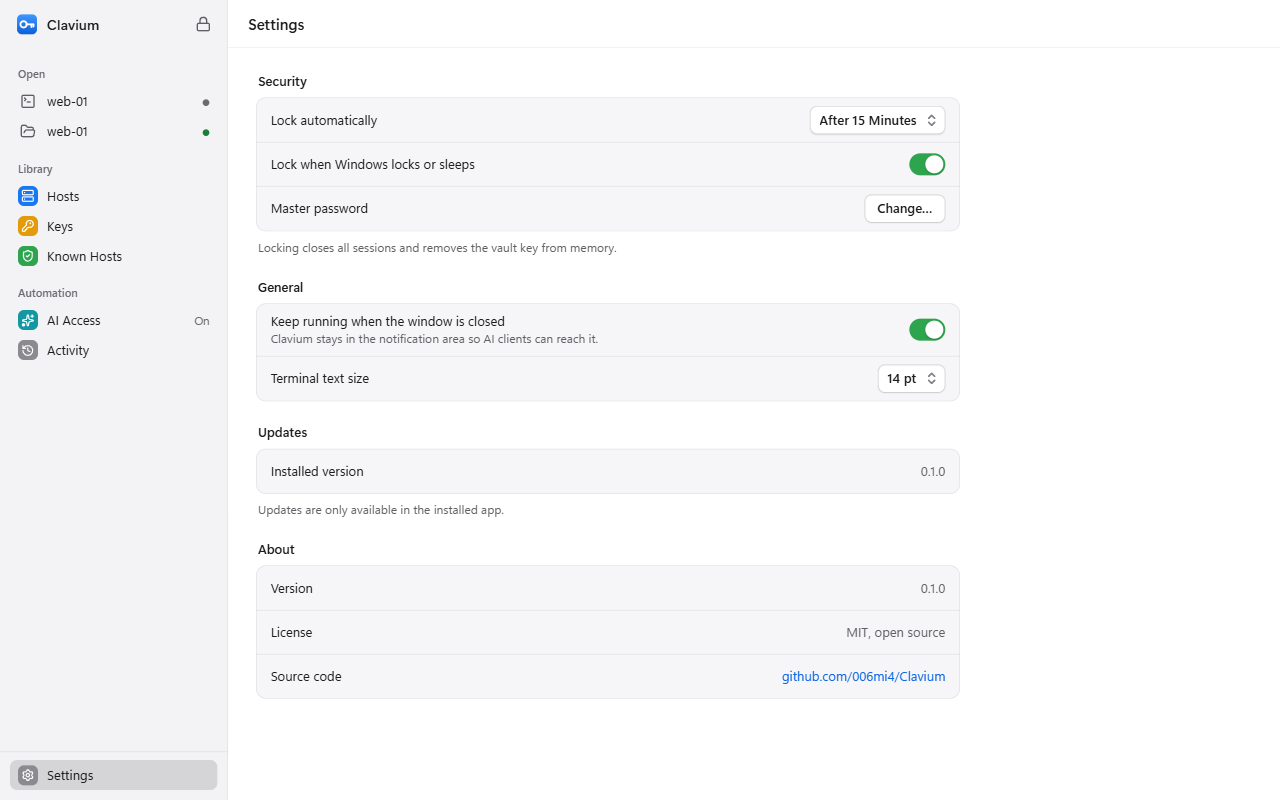 Clavium
Open
web-01
web-01
Library
Hosts
Keys
Known Hosts
Automation
AI Access On
Activity
Settings
Settings
Security
Lock automatically After 15 Minutes
Lock when Windows locks or sleeps
Master password Change...
Locking closes all sessions and removes the vault key from memory.
General
Keep running when the window is closed
Clavium stays in the notification area so AI clients can reach it.
Terminal text size 14 pt
Updates
Installed version 0.1.0
Updates are only available in the installed app.
About
Version 0.1.0
License MIT, open source
Source code github.com/006mi4/Clavium